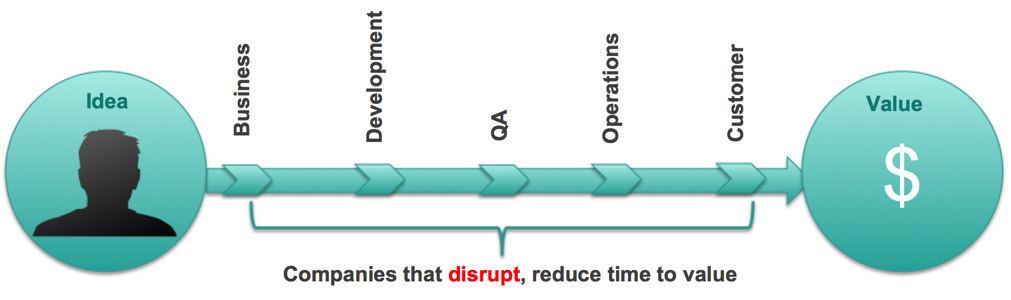 Idea
Business
Development
QA
Operations
Customer
Value
$
Companies that disrupt, reduce time to value